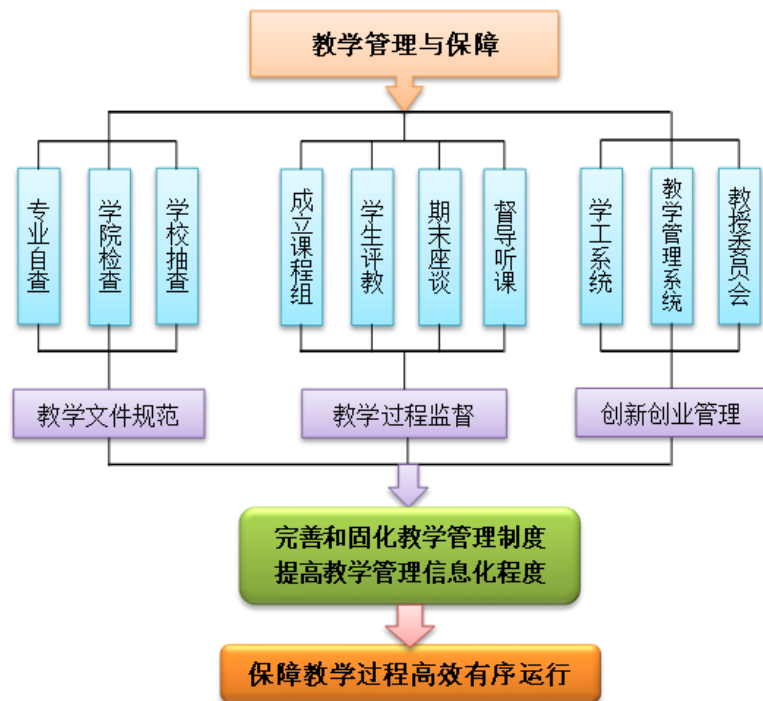 教学管理与保障
专业自查
学院检查
学校抽查
成立课程组
学生评教
期末座谈
督导听课
学工系统
教学管理系统
教授委员会
教学文件规范
教学过程监督
创新创业管理
完善和固化教学管理制度
提高教学管理信息化程度
保障教学过程高效有序运行